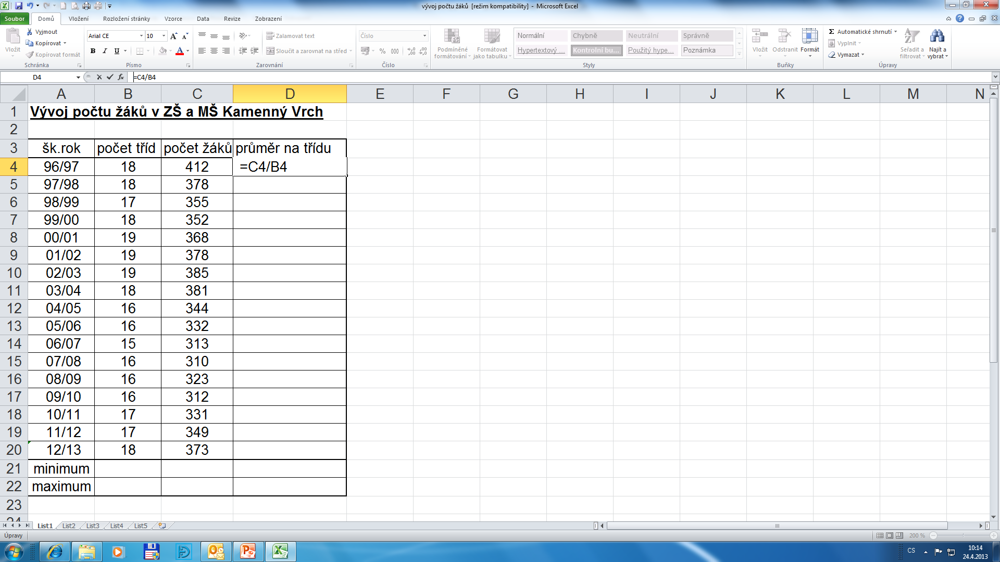 vývoj počtu žáků [režim kompatibility] - Microsoft Excel
Soubor Domů Vložení Rozložení stránky Vzorce Data Revize Zobrazení
Vložit Vyjmout Kopírovat Kopírovat formát
Schránka
Arial CE 10
B I U
Písmo
Zalamovat text
Sloučit a zarovnat na střed
Zarovnání
Číslo
% 000
Číslo
Podmíněné formátování Formátovat jako tabulku
Normální Chybně Neutrální Správně
Hypertextový ... Kontrolní bu... Použitý hype... Poznámka
Styly
Vložit Odstranit Formát
Buňky
Σ Automatické shrnutí
Vyplnit
Vymazat
Seřadit a filtrovat Najít a vybrat
Úpravy
D4 fx =C4/B4
A B C D E F G H I J K L M N
1 Vývoj počtu žáků v ZŠ a MŠ Kamenný Vrch
2
3 šk.rok počet tříd počet žáků průměr na třídu
4 96/97 18 412 =C4/B4
5 97/98 18 378
6 98/99 17 355
7 99/00 18 352
8 00/01 19 368
9 01/02 19 378
10 02/03 19 385
11 03/04 18 381
12 04/05 16 344
13 05/06 16 332
14 06/07 15 313
15 07/08 16 310
16 08/09 16 323
17 09/10 16 312
18 10/11 17 331
19 11/12 17 349
20 12/13 18 373
21 minimum
22 maximum
23
24
List1 List2 List3 List4 List5
Úpravy 200 %
CS 10:14
24.4.2013